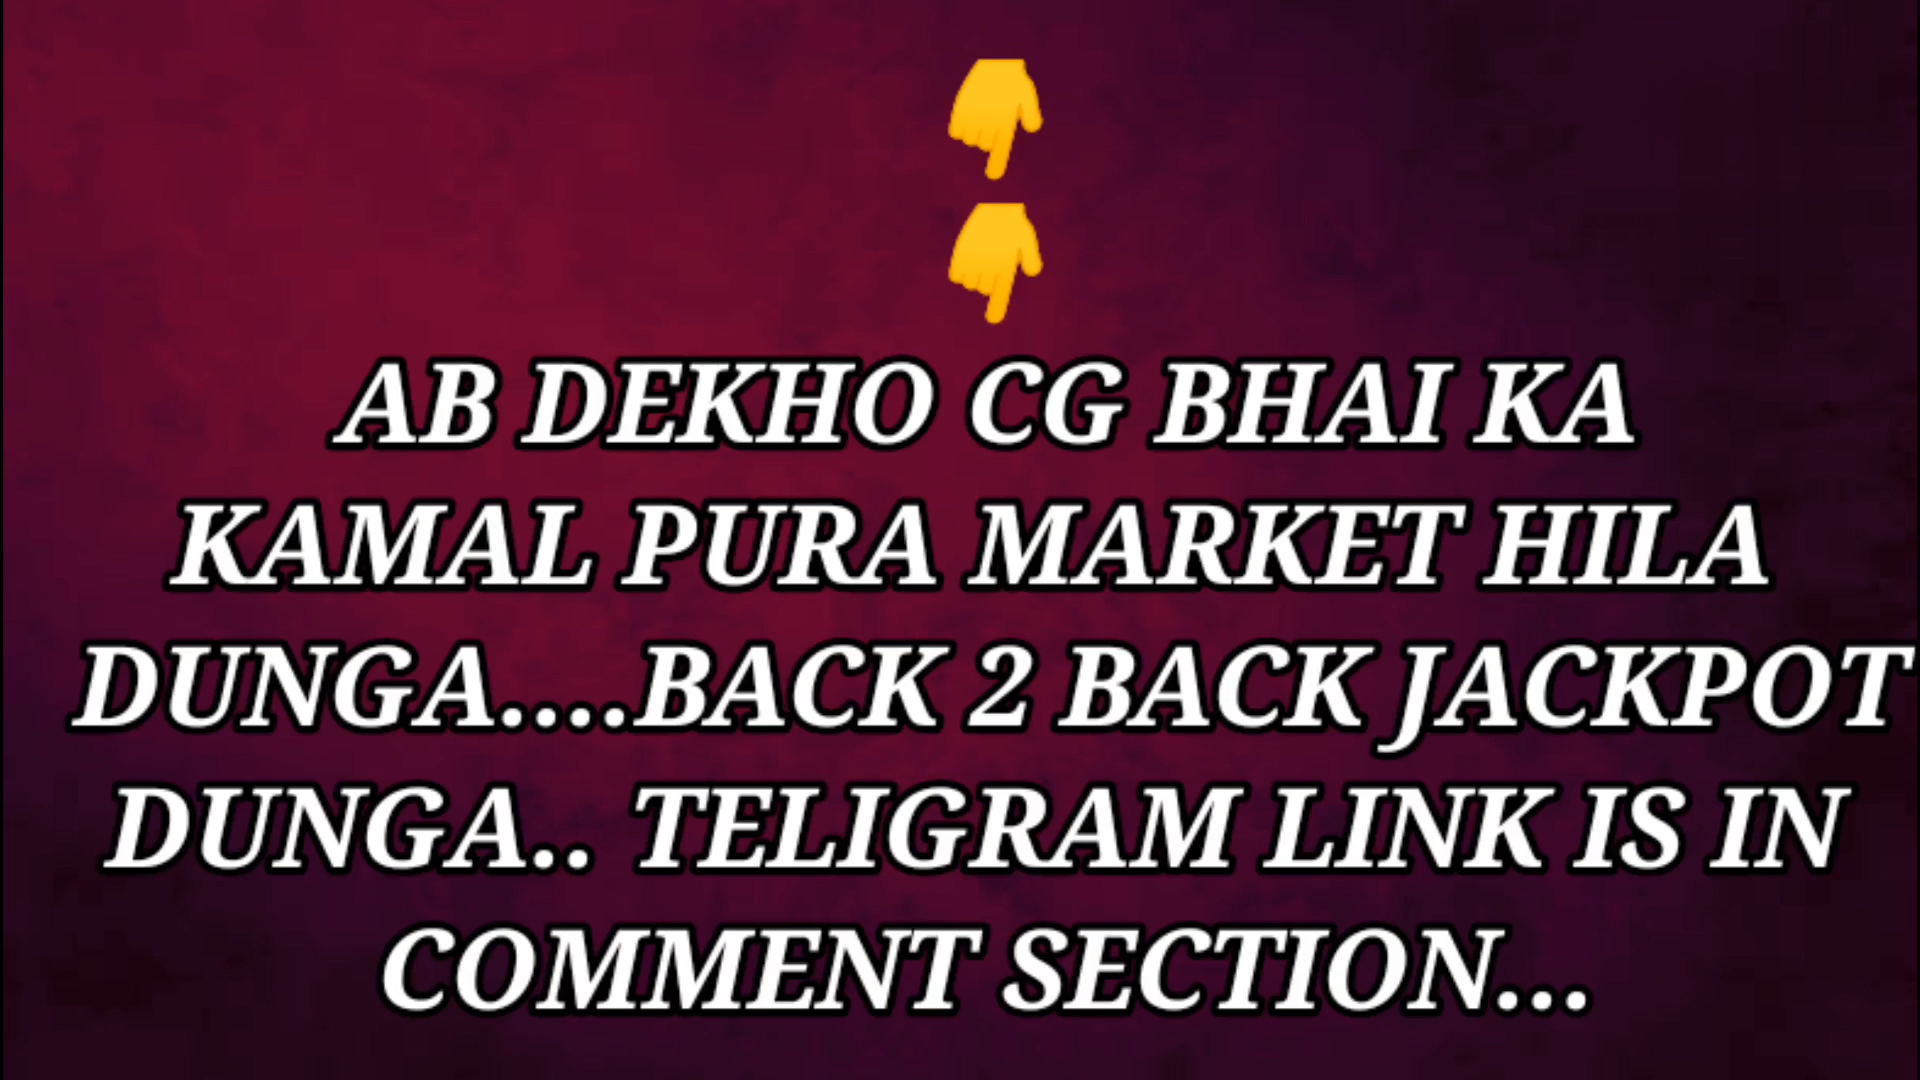 👇
👇
AB DEKHO CG BHAI KA
KAMAL PURA MARKET HILA
DUNGA....BACK 2 BACK JACKPOT
DUNGA.. TELIGRAM LINK IS IN
COMMENT SECTION...